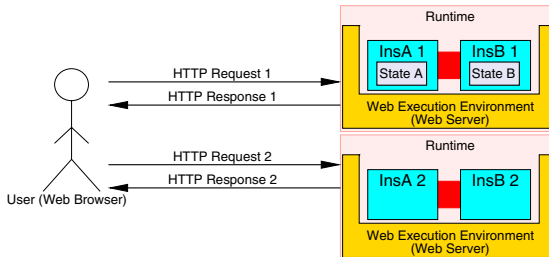 Runtime
InsA 1
InsB 1
State A
State B
Web Execution Environment
(Web Server)
HTTP Request 1
HTTP Response 1
Runtime
HTTP Request 2
HTTP Response 2
InsA 2
InsB 2
Web Execution Environment
(Web Server)
User (Web Browser)